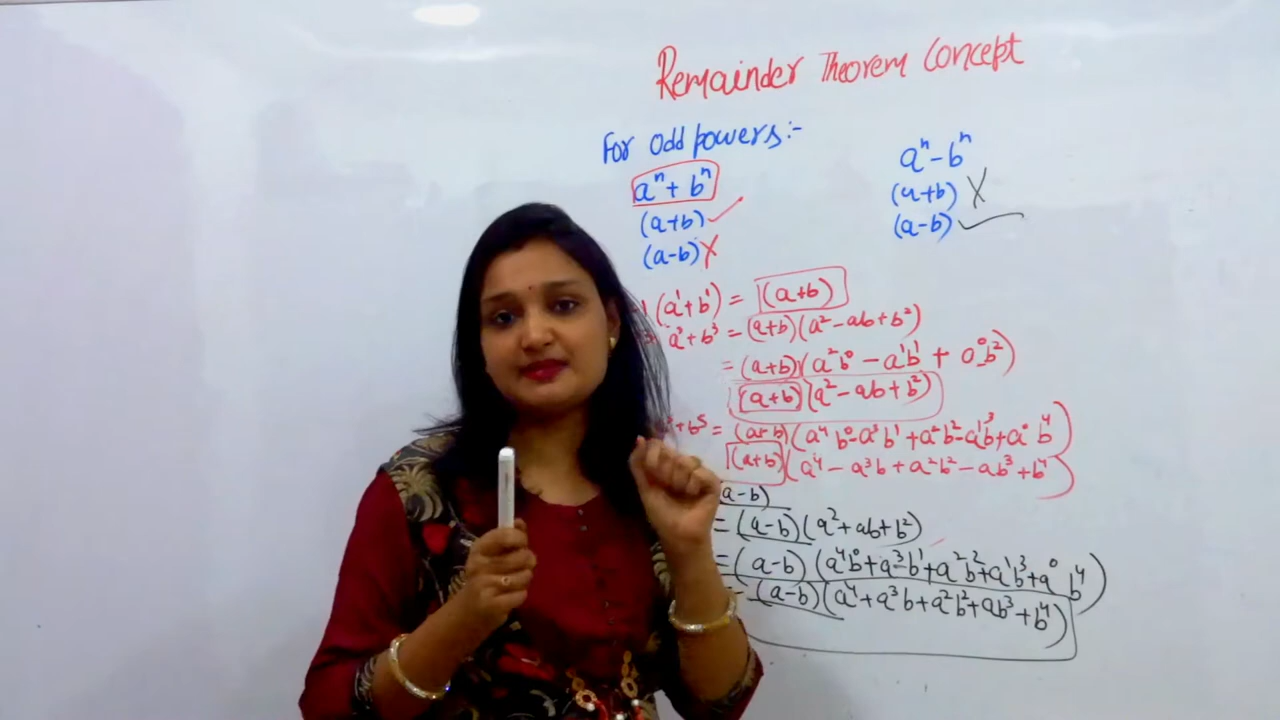 Remainder Theorem Concept
For odd powers:-
aⁿ + bⁿ
(a+b) ✓
(a-b) X
aⁿ - bⁿ
(a+b) X
(a-b) ✓
(a¹+b¹) = (a+b)
a³+b³ = (a+b)(a²-ab+b²)
= (a+b)(a²b⁰ - a¹b¹ + a⁰b²)
(a+b)(a²-ab+b²)
+b⁵ = (a+b)(a⁴b⁰-a³b¹+a²b²-a¹b³+a⁰b⁴)
(a+b)(a⁴-a³b+a²b²-ab³+b⁴)
(a-b)
= (a-b)(a²+ab+b²)
= (a-b)(a⁴b⁰+a³b¹+a²b²+a¹b³+a⁰b⁴)
- (a-b)(a⁴+a³b+a²b²+ab³+b⁴)